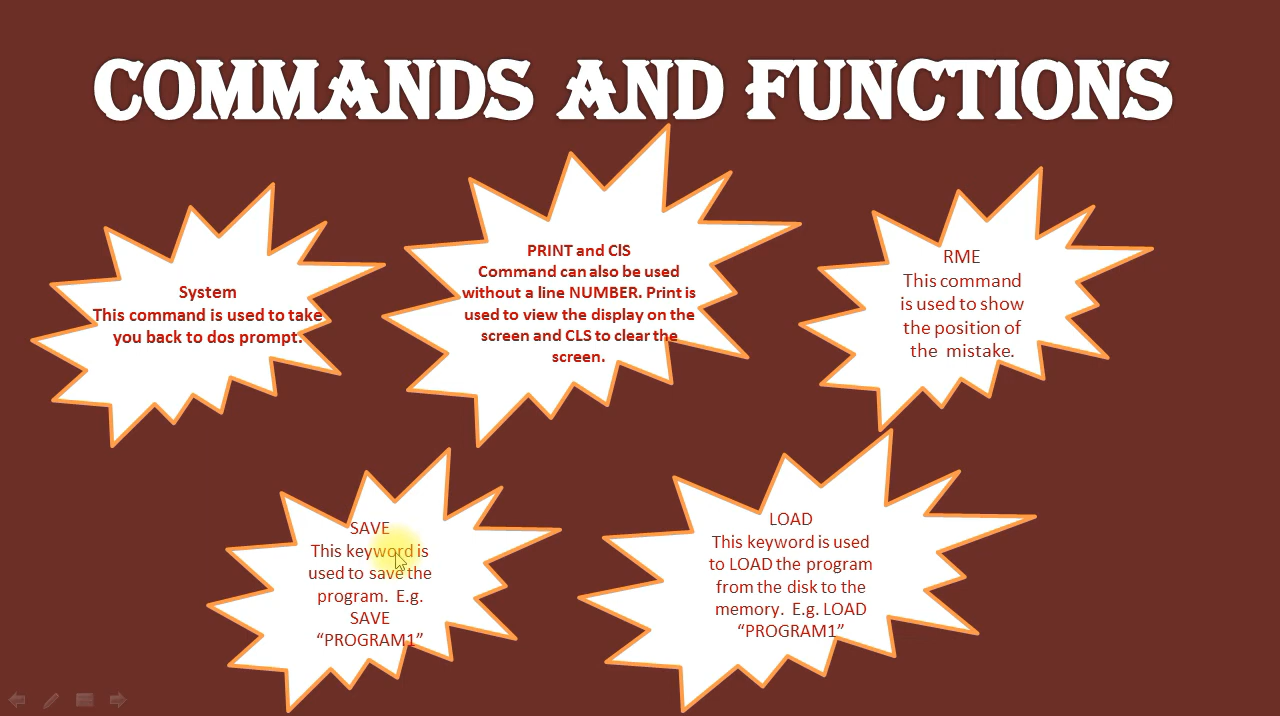 COMMANDS AND FUNCTIONS
System
This command is used to take
you back to dos prompt.
PRINT and ClS
Command can also be used
without a line NUMBER. Print is
used to view the display on the
screen and CLS to clear the
screen.
RME
This command
is used to show
the position of
the mistake.
SAVE
This keyword is
used to save the
program. E.g.
SAVE
“PROGRAM1”
LOAD
This keyword is used
to LOAD the program
from the disk to the
memory. E.g. LOAD
“PROGRAM1”